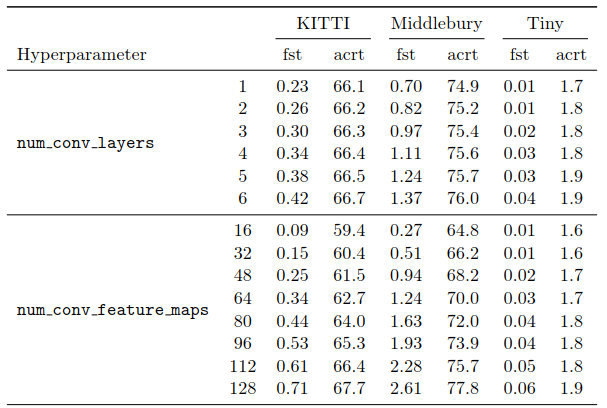 KITTI Middlebury Tiny
Hyperparameter fst acrt fst acrt fst acrt
1 0.23 66.1 0.70 74.9 0.01 1.7
2 0.26 66.2 0.82 75.2 0.01 1.8
3 0.30 66.3 0.97 75.4 0.02 1.8
num_conv_layers
4 0.34 66.4 1.11 75.6 0.03 1.8
5 0.38 66.5 1.24 75.7 0.03 1.9
6 0.42 66.7 1.37 76.0 0.04 1.9
16 0.09 59.4 0.27 64.8 0.01 1.6
32 0.15 60.4 0.51 66.2 0.01 1.6
48 0.25 61.5 0.94 68.2 0.02 1.7
64 0.34 62.7 1.24 70.0 0.03 1.7
num_conv_feature_maps
80 0.44 64.0 1.63 72.0 0.04 1.8
96 0.53 65.3 1.93 73.9 0.04 1.8
112 0.61 66.4 2.28 75.7 0.05 1.8
128 0.71 67.7 2.61 77.8 0.06 1.9